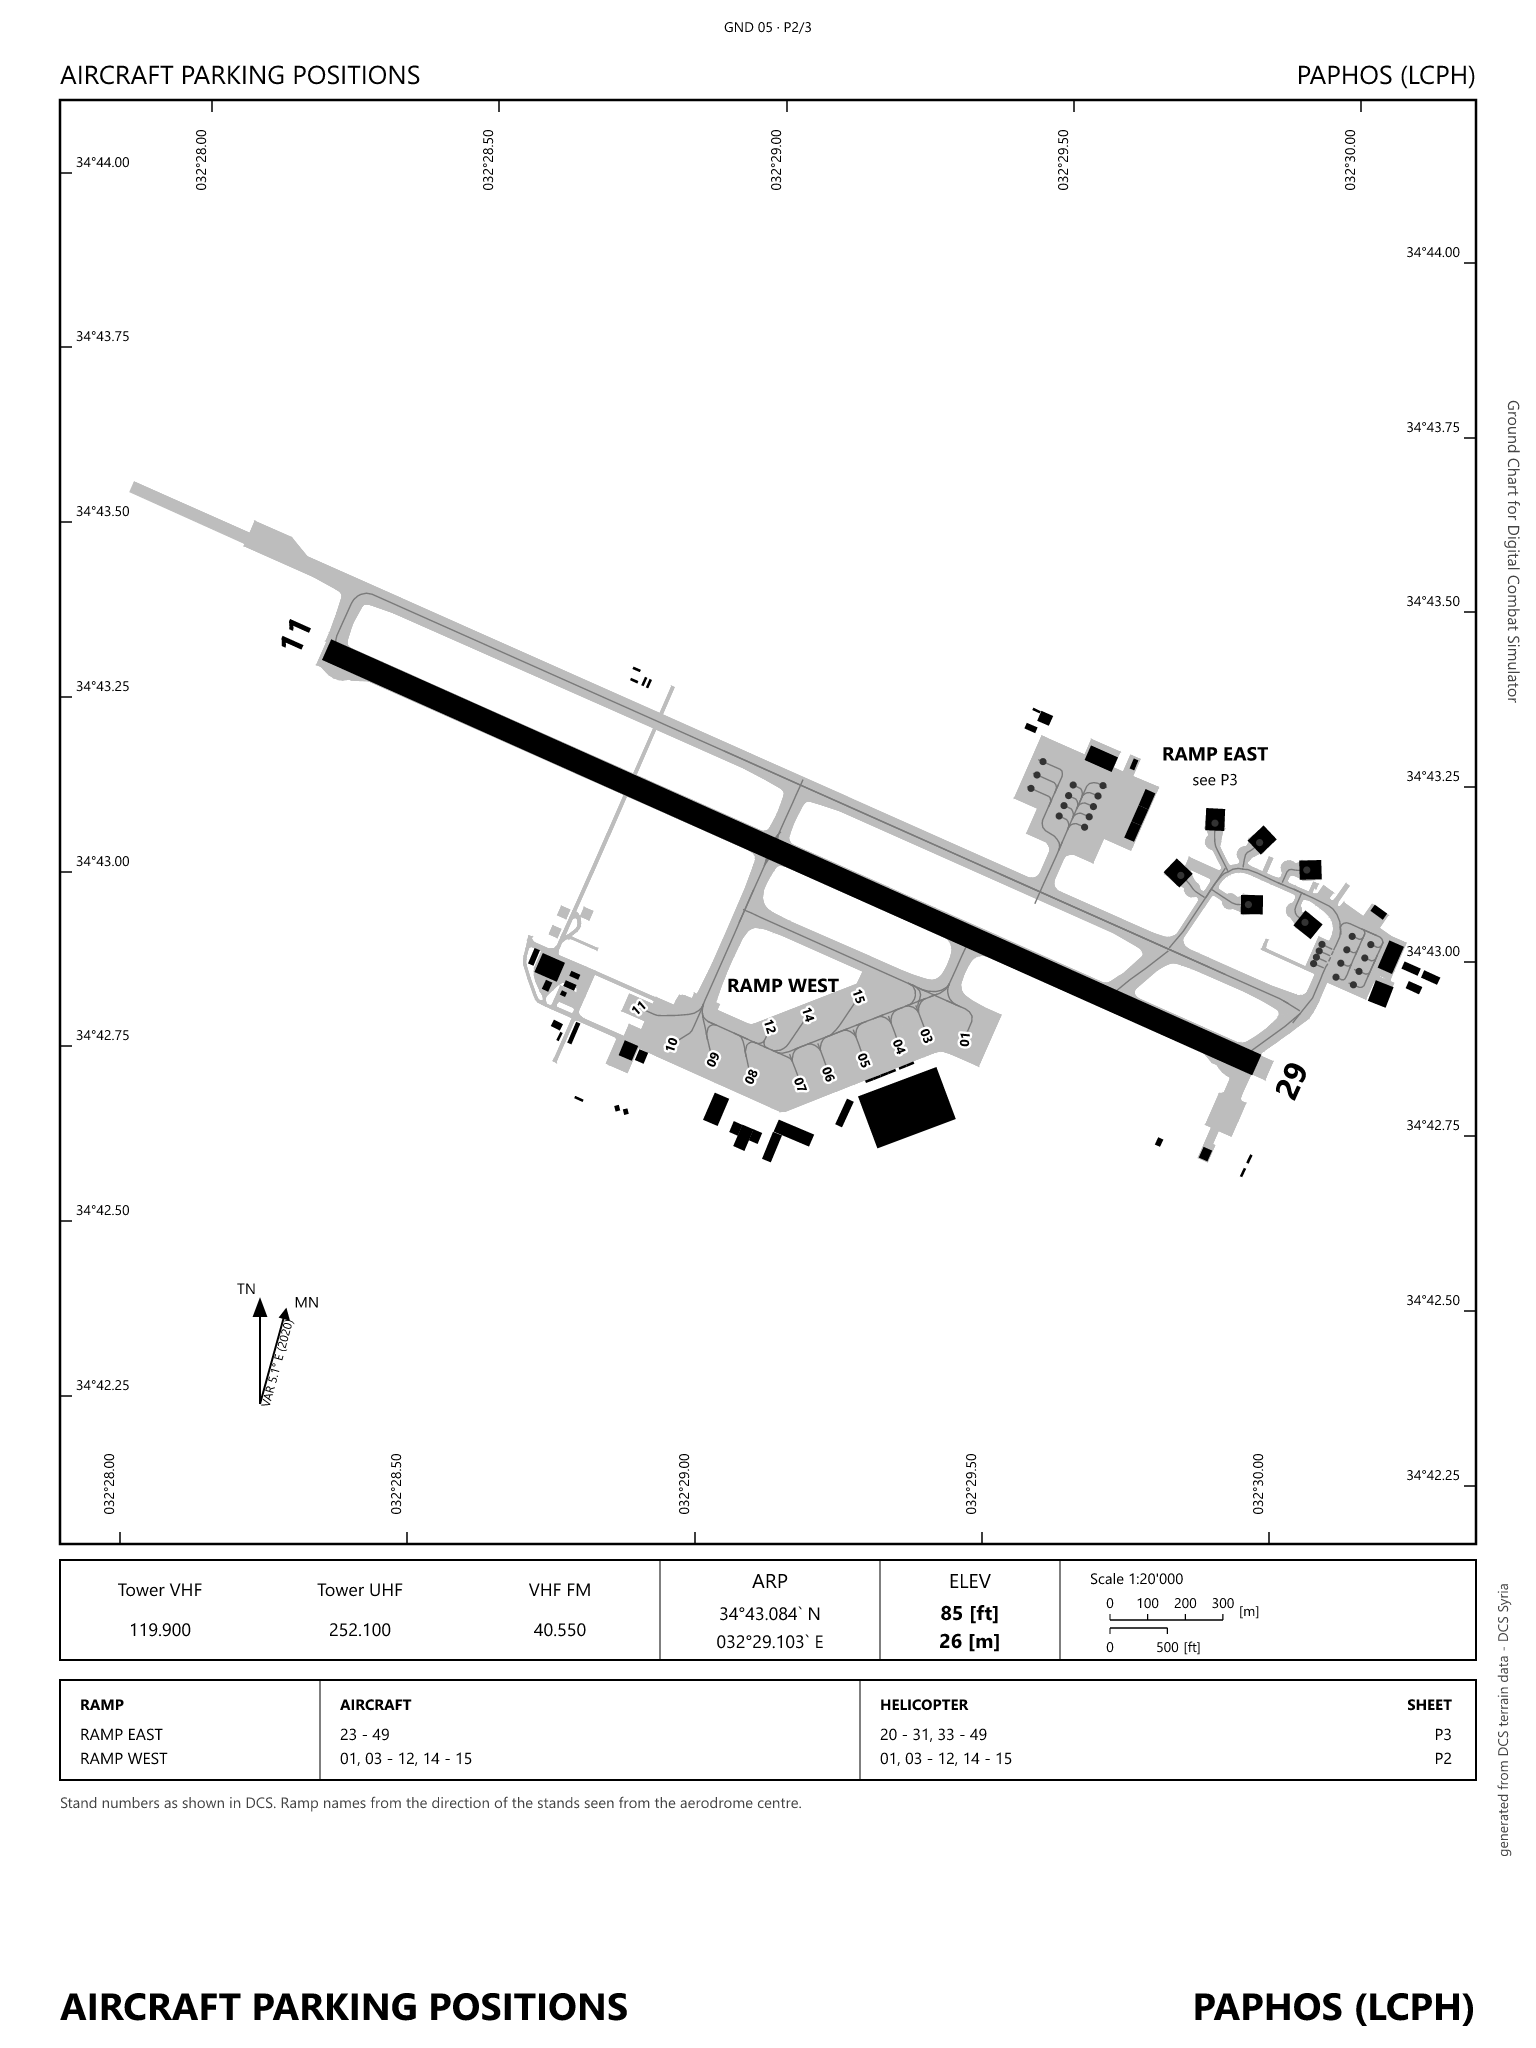 GND 05 · P2/3
AIRCRAFT PARKING POSITIONS
PAPHOS (LCPH)
032°28.00
032°28.50
032°29.00
032°29.50
032°30.00
34°44.00
34°43.75
34°43.50
34°43.25
34°43.00
34°42.75
34°42.50
34°42.25
34°44.00
34°43.75
34°43.50
34°43.25
34°43.00
34°42.75
34°42.50
34°42.25
11
29
RAMP EAST
see P3
RAMP WEST
11
10
09
08
12
14
15
07
06
05
04
03
01
TN
MN
VAR 5.1° E (2020)
032°28.00
032°28.50
032°29.00
032°29.50
032°30.00
Ground Chart for Digital Combat Simulator
Tower VHF
119.900
Tower UHF
252.100
VHF FM
40.550
ARP
34°43.084` N
032°29.103` E
ELEV
85 [ft]
26 [m]
Scale 1:20'000
0 100 200 300 [m]
0 500 [ft]
RAMP AIRCRAFT HELICOPTER SHEET
RAMP EAST 23 - 49 20 - 31, 33 - 49 P3
RAMP WEST 01, 03 - 12, 14 - 15 01, 03 - 12, 14 - 15 P2
Stand numbers as shown in DCS. Ramp names from the direction of the stands seen from the aerodrome centre.
generated from DCS terrain data - DCS Syria
AIRCRAFT PARKING POSITIONS
PAPHOS (LCPH)